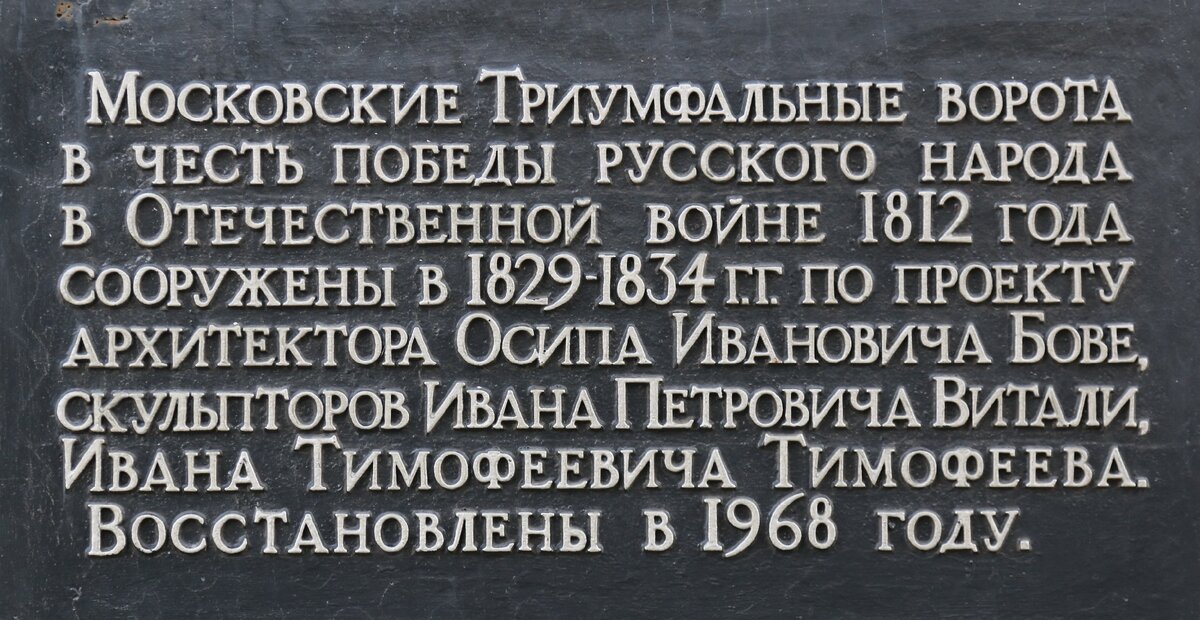 Московские Триумфальные ворота
в честь победы русского народа
в Отечественной войне 1812 года
сооружены в 1829-1834 г.г. по проекту
архитектора Осипа Ивановича Бове,
скульпторов Ивана Петровича Витали,
Ивана Тимофеевича Тимофеева.
Восстановлены в 1968 году.